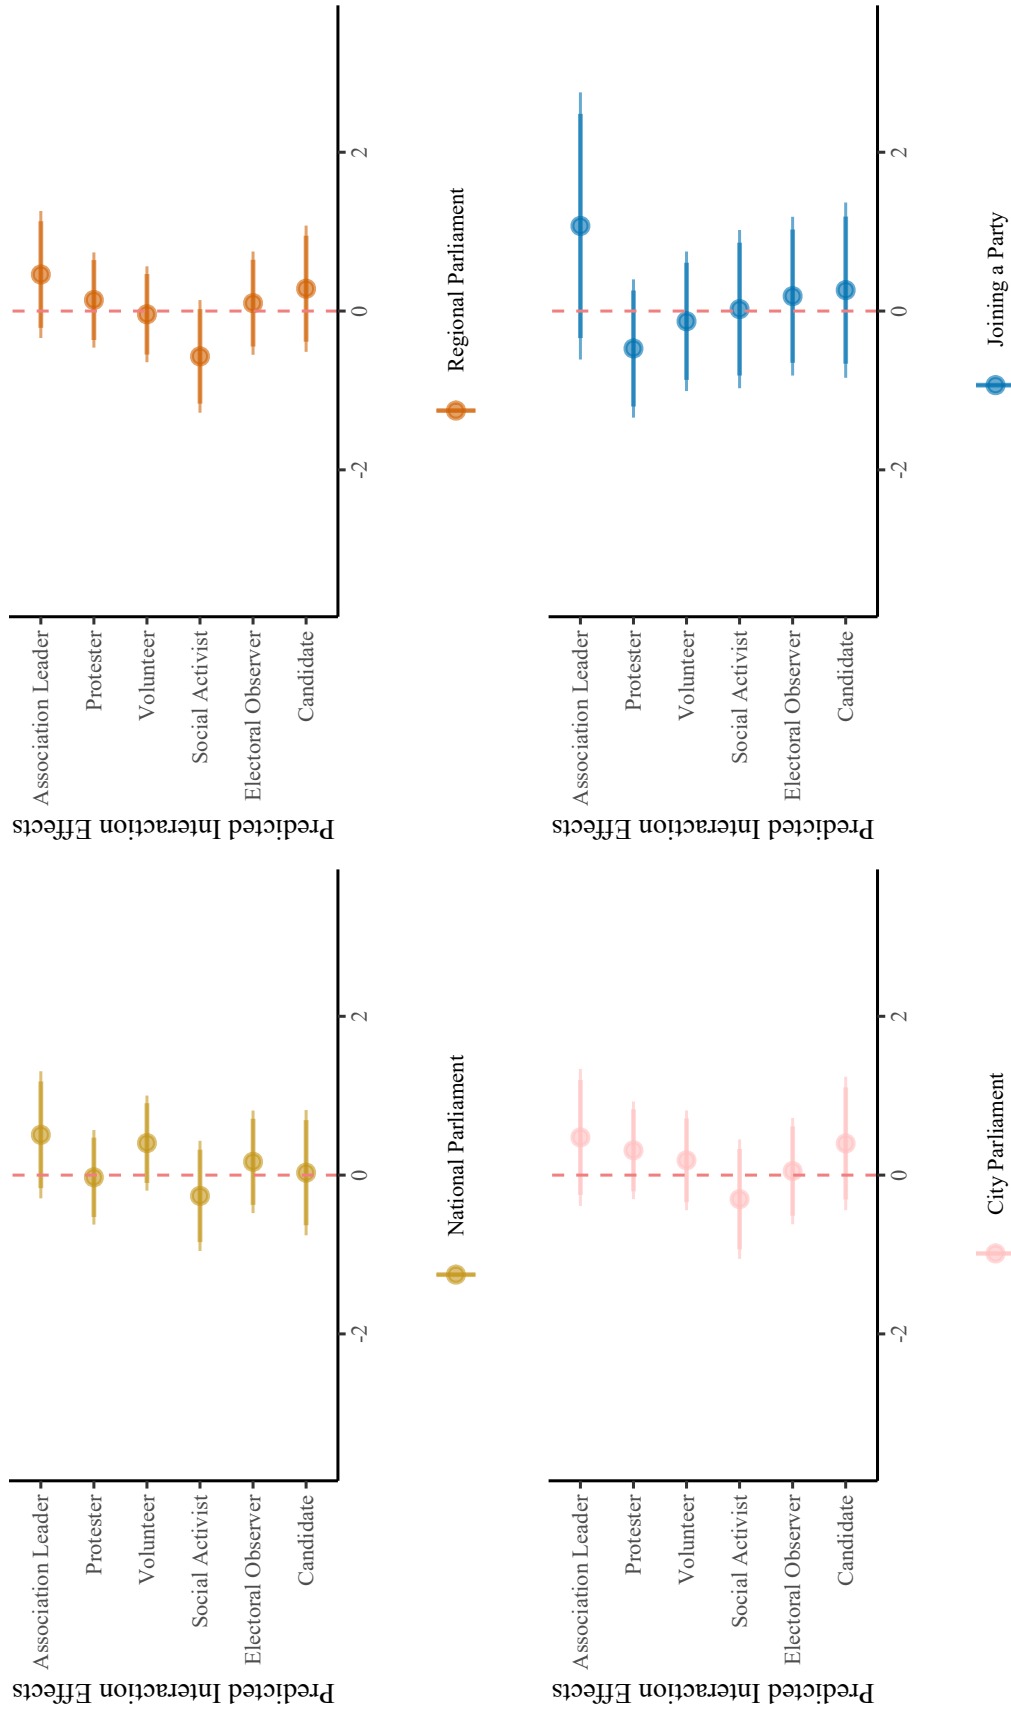 Predicted Interaction Effects
Association Leader
Protester
Volunteer
Social Activist
Electoral Observer
Candidate
-2
0
2
National Parliament
Predicted Interaction Effects
Association Leader
Protester
Volunteer
Social Activist
Electoral Observer
Candidate
-2
0
2
Regional Parliament
Predicted Interaction Effects
Association Leader
Protester
Volunteer
Social Activist
Electoral Observer
Candidate
-2
0
2
City Parliament
Predicted Interaction Effects
Association Leader
Protester
Volunteer
Social Activist
Electoral Observer
Candidate
-2
0
2
Joining a Party